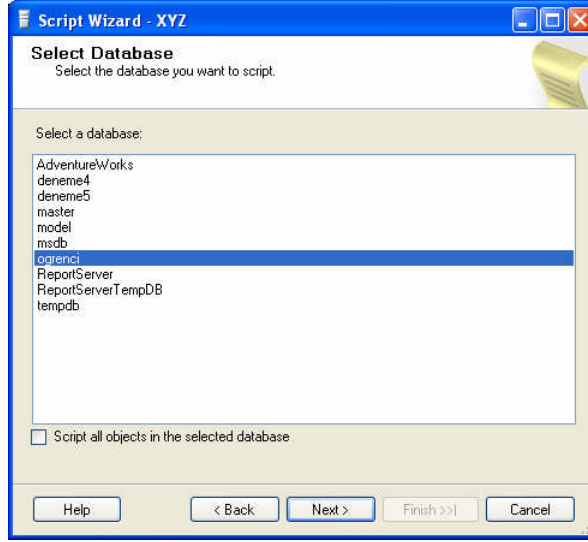 Script Wizard - XYZ
Select Database
Select the database you want to script.
Select a database:
AdventureWorks
deneme4
deneme5
master
model
msdb
ogrenci
ReportServer
ReportServerTempDB
tempdb
Script all objects in the selected database
Help
< Back
Next >
Finish >>|
Cancel